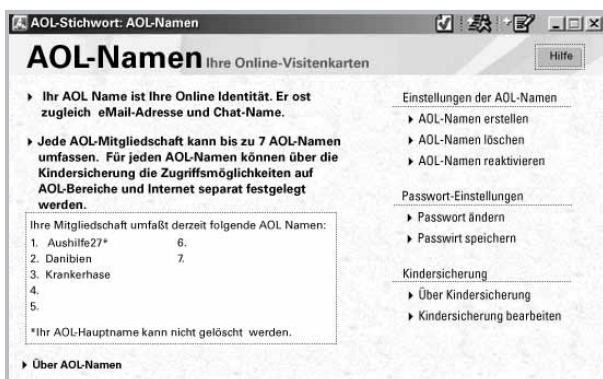 AOL-Stichwort: AOL-Namen
AOL-Namen Ihre Online-Visitenkarten
Hilfe
Ihr AOL Name ist Ihre Online Identität. Er ost
zugleich eMail-Adresse und Chat-Name.
Jede AOL-Mitgliedschaft kann bis zu 7 AOL-Namen
umfassen. Für jeden AOL-Namen können über die
Kindersicherung die Zugriffsmöglichkeiten auf
AOL-Bereiche und Internet separat festgelegt
werden.
Ihre Mitgliedschaft umfaßt derzeit folgende AOL Namen:
1. Aushilfe27*
2. Danibien
3. Krankerhase
4.
5.
6.
7.
*Ihr AOL-Hauptname kann nicht gelöscht werden.
Über AOL-Namen
Einstellungen der AOL-Namen
AOL-Namen erstellen
AOL-Namen löschen
AOL-Namen reaktivieren
Passwort-Einstellungen
Passwort ändern
Passwirt speichern
Kindersicherung
Über Kindersicherung
Kindersicherung bearbeiten